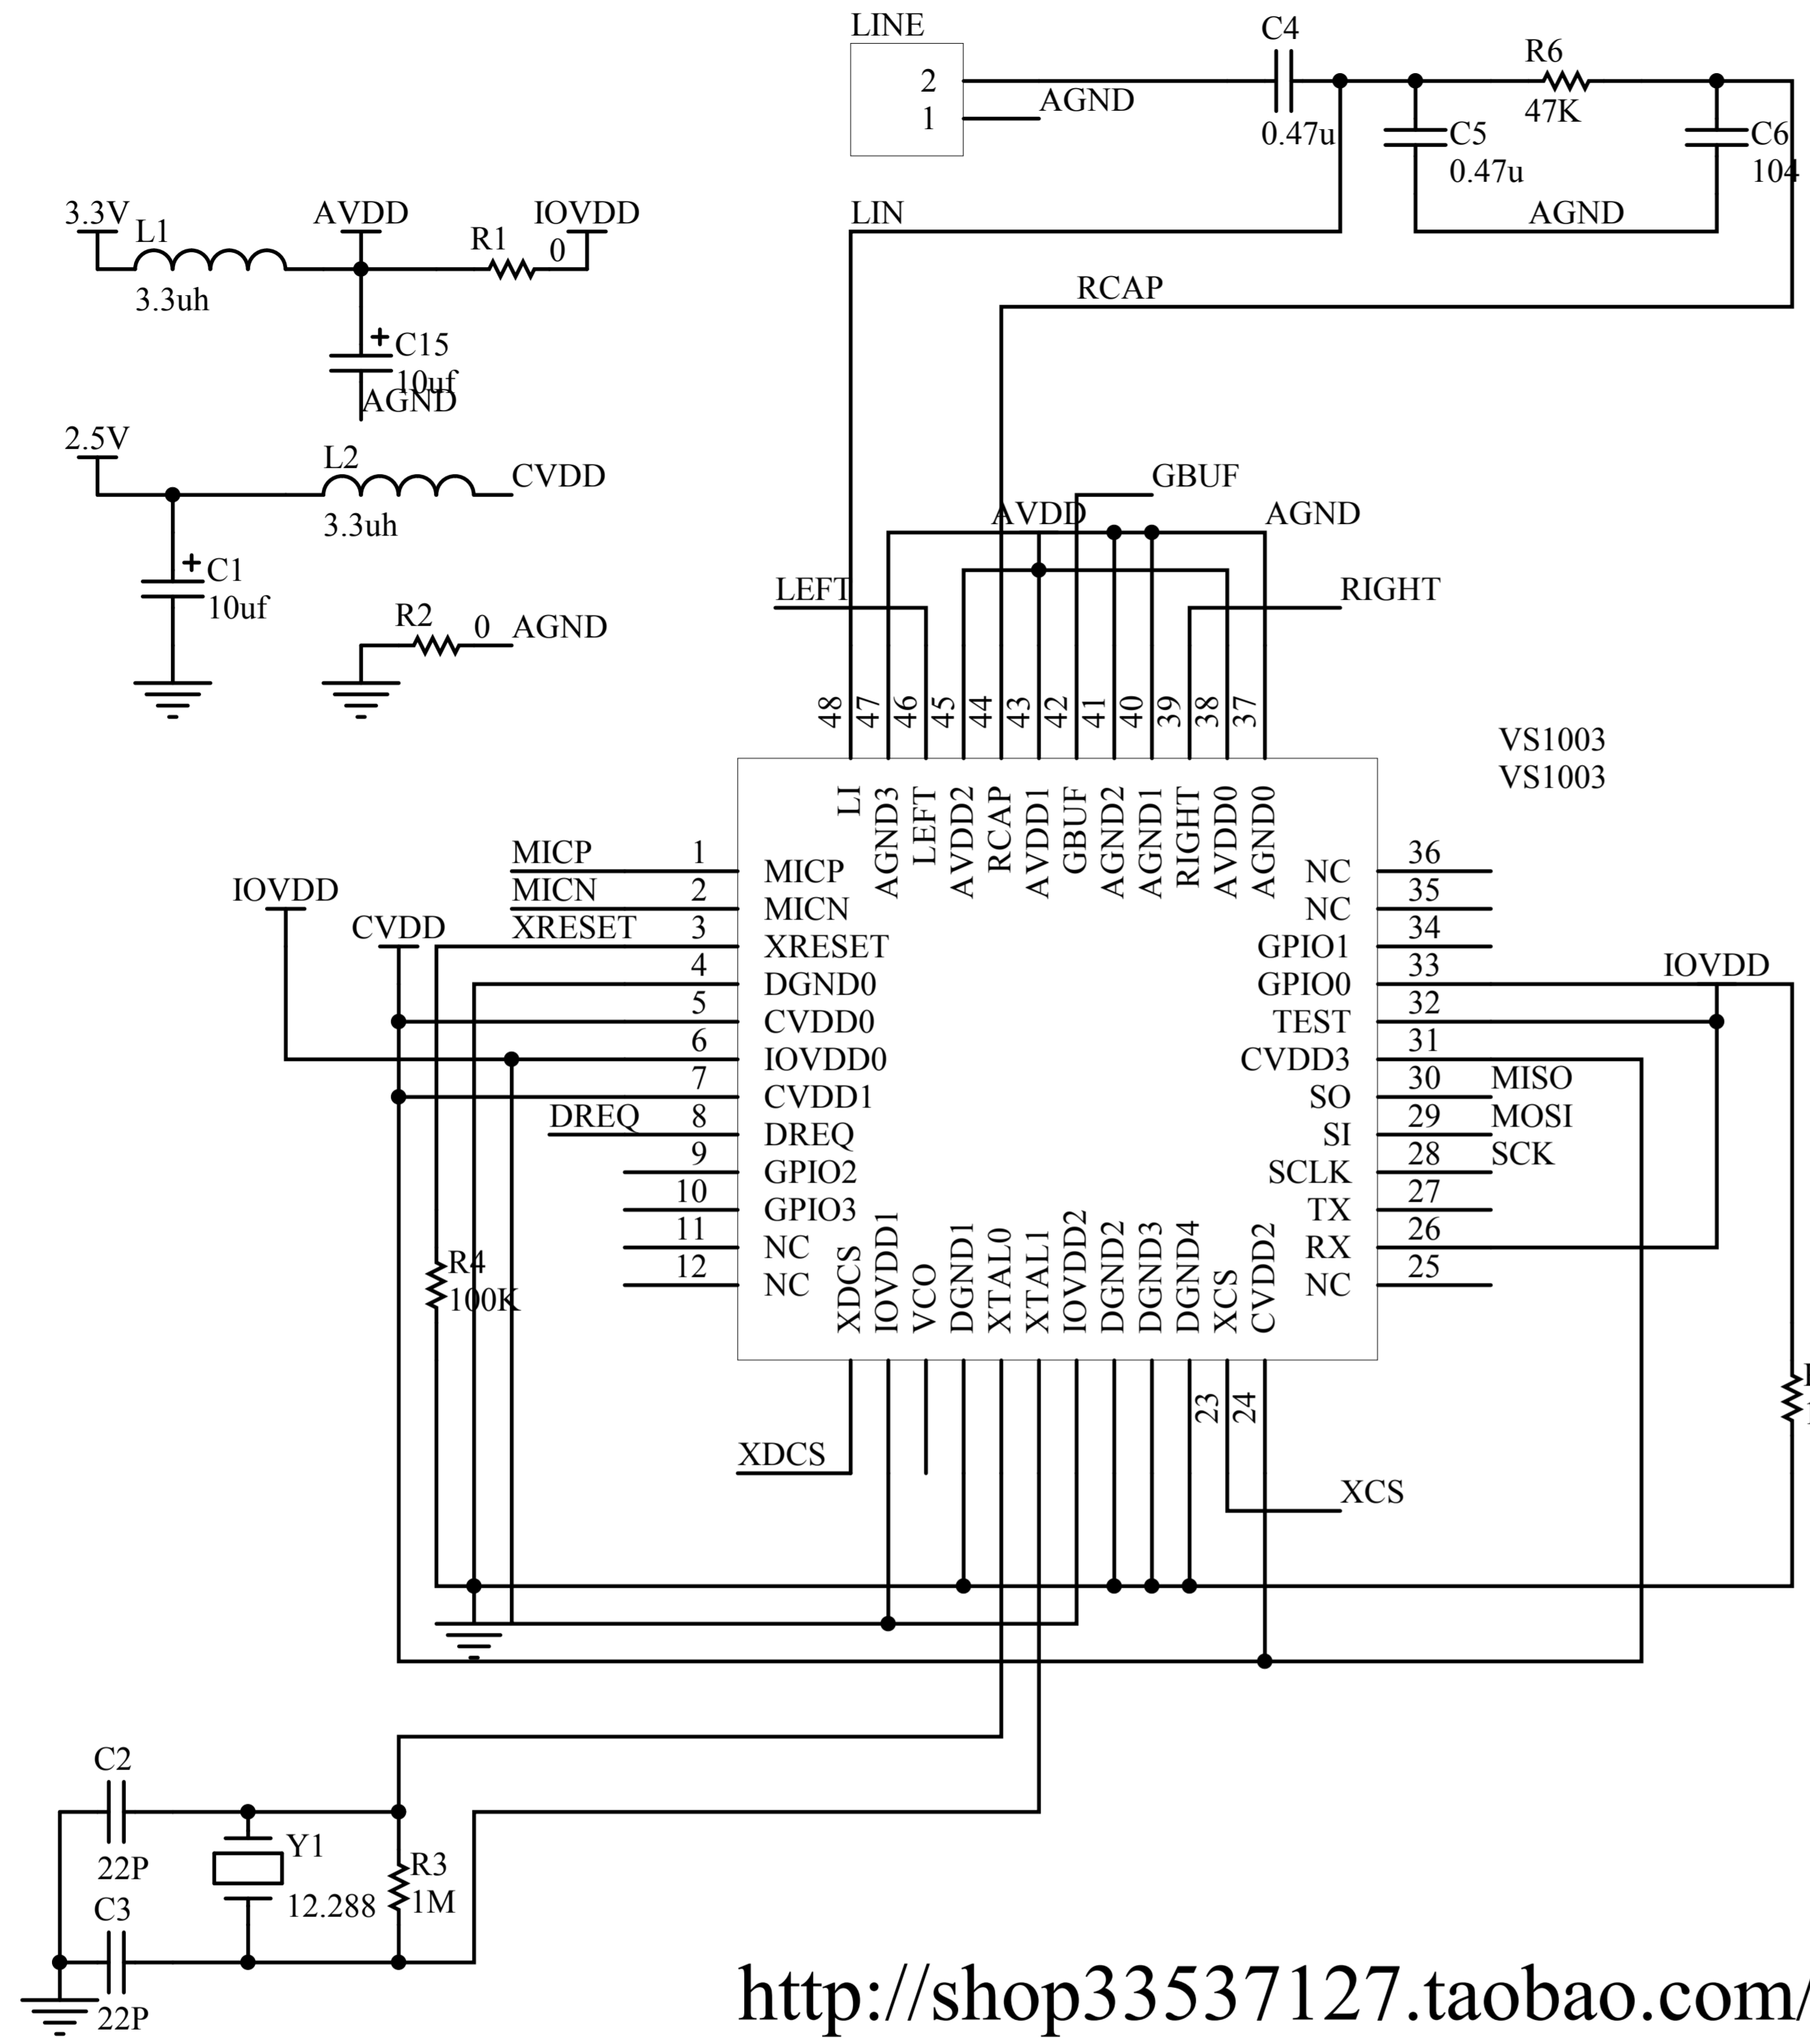 LINE
2
1
AGND
C4
0.47u
R6
47K
C5
0.47u
C6
104
AGND
LIN
RCAP
3.3V
L1
3.3uh
AVDD
R1
0
IOVDD
C15
10uf
AGND
2.5V
L2
3.3uh
CVDD
C1
10uf
R2
0
AGND
GBUF
AVDD
AGND
LEFT
RIGHT
48
47
46
45
44
43
42
41
40
39
38
37
VS1003
VS1003
LI
AGND3
LEFT
AVDD2
RCAP
AVDD1
GBUF
AGND2
AGND1
RIGHT
AVDD0
AGND0
MICP 1 MICP
MICN 2 MICN
XRESET 3 XRESET
4 DGND0
5 CVDD0
6 IOVDD0
7 CVDD1
DREQ 8 DREQ
9 GPIO2
10 GPIO3
11 NC
12 NC
IOVDD
CVDD
R4
100K
NC 36
NC 35
GPIO1 34
GPIO0 33
TEST 32
CVDD3 31
SO 30 MISO
SI 29 MOSI
SCLK 28 SCK
TX 27
RX 26
NC 25
IOVDD
XDCS
IOVDD1
VCO
DGND1
XTAL0
XTAL1
IOVDD2
DGND2
DGND3
DGND4
XCS
CVDD2
23
24
XDCS
XCS
C2
22P
C3
22P
Y1
12.288
R3
1M
http://shop33537127.taobao.com/